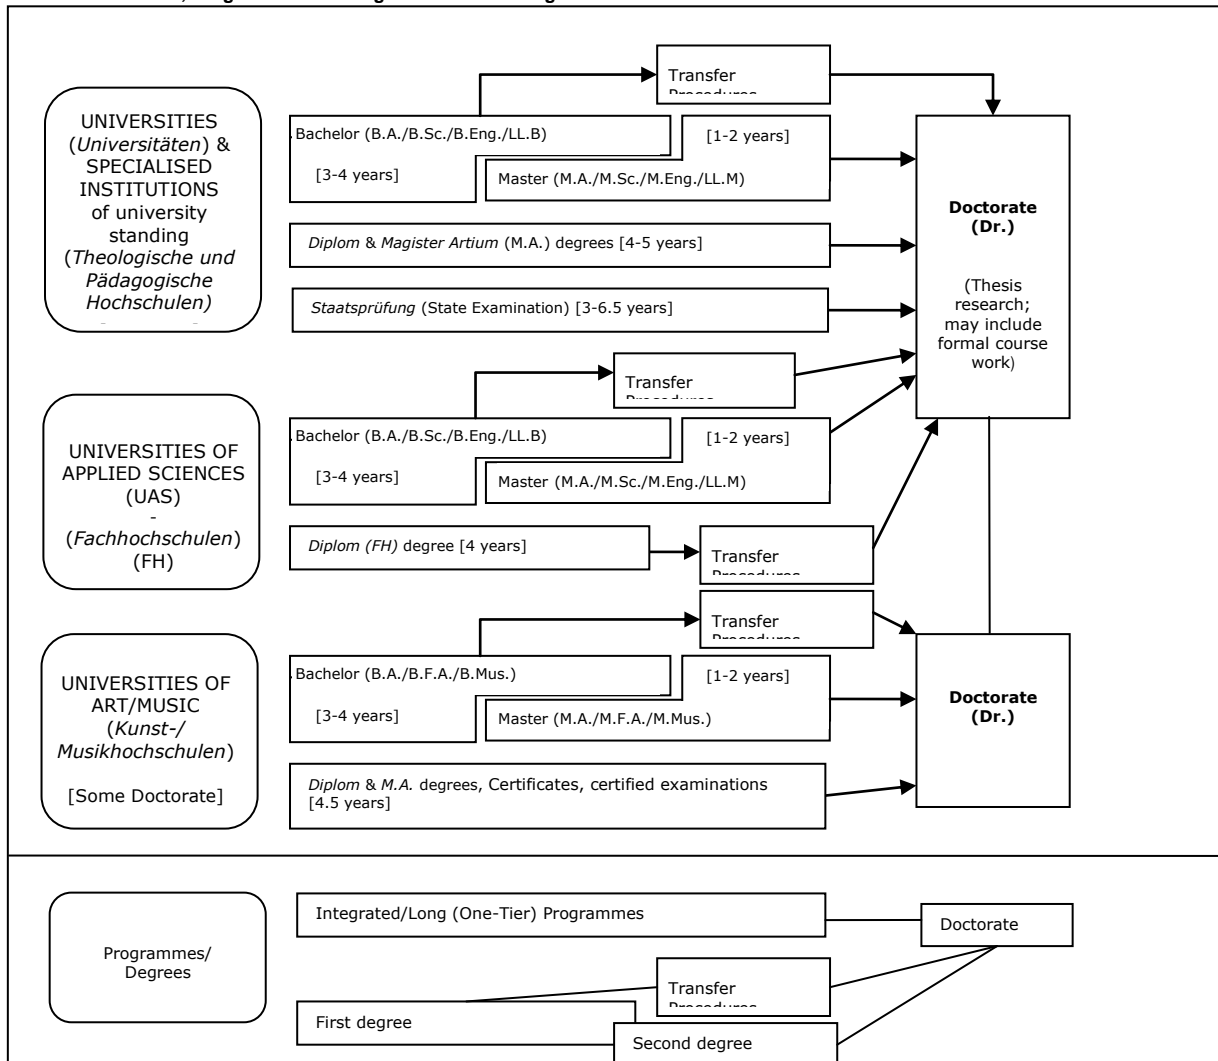 Transfer
UNIVERSITIES
(Universitäten) &
SPECIALISED
INSTITUTIONS
of university
standing
(Theologische und
Pädagogische
Hochschulen)
Bachelor (B.A./B.Sc./B.Eng./LL.B)
[3-4 years]
[1-2 years]
Master (M.A./M.Sc./M.Eng./LL.M)
Diplom & Magister Artium (M.A.) degrees [4-5 years]
Staatsprüfung (State Examination) [3-6.5 years]
Doctorate
(Dr.)
(Thesis
research;
may include
formal course
work)
Transfer
UNIVERSITIES OF
APPLIED SCIENCES
(UAS)
-
(Fachhochschulen)
(FH)
Bachelor (B.A./B.Sc./B.Eng./LL.B)
[3-4 years]
[1-2 years]
Master (M.A./M.Sc./M.Eng./LL.M)
Diplom (FH) degree [4 years]
Transfer
Transfer
UNIVERSITIES OF
ART/MUSIC
(Kunst-/
Musikhochschulen)
[Some Doctorate]
Bachelor (B.A./B.F.A./B.Mus.)
[3-4 years]
[1-2 years]
Master (M.A./M.F.A./M.Mus.)
Diplom & M.A. degrees, Certificates, certified examinations
[4.5 years]
Doctorate
(Dr.)
Programmes/
Degrees
Integrated/Long (One-Tier) Programmes
Doctorate
Transfer
First degree
Second degree